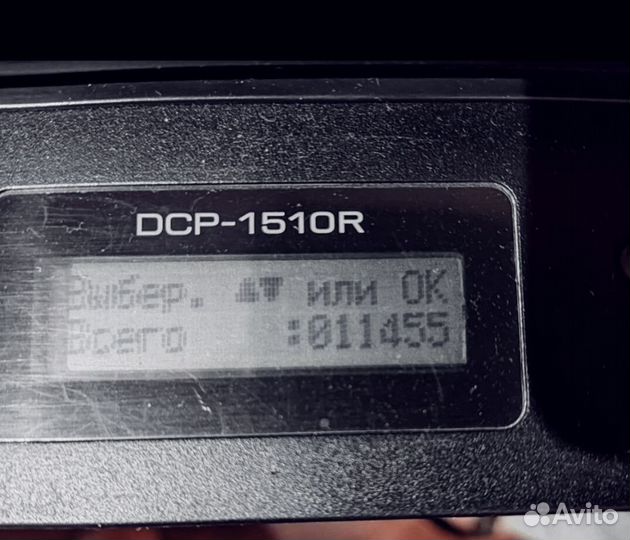 DCP-1510R
Выбер. ▲▼ или OK
Всего :011455
Avito